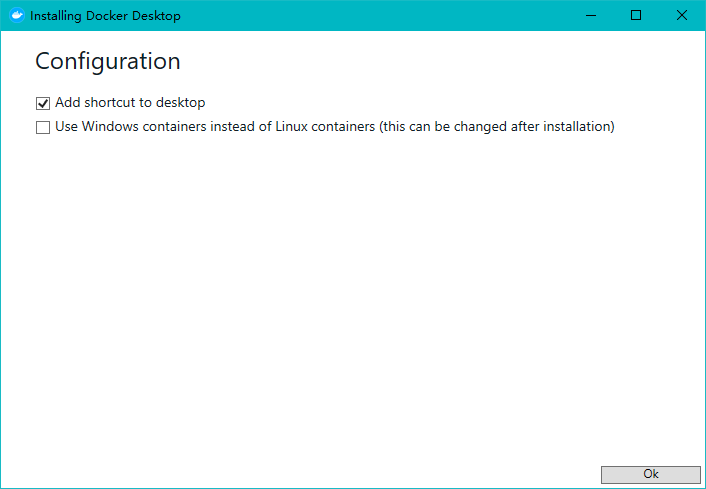 Installing Docker Desktop
Configuration
Add shortcut to desktop
Use Windows containers instead of Linux containers (this can be changed after installation)
Ok